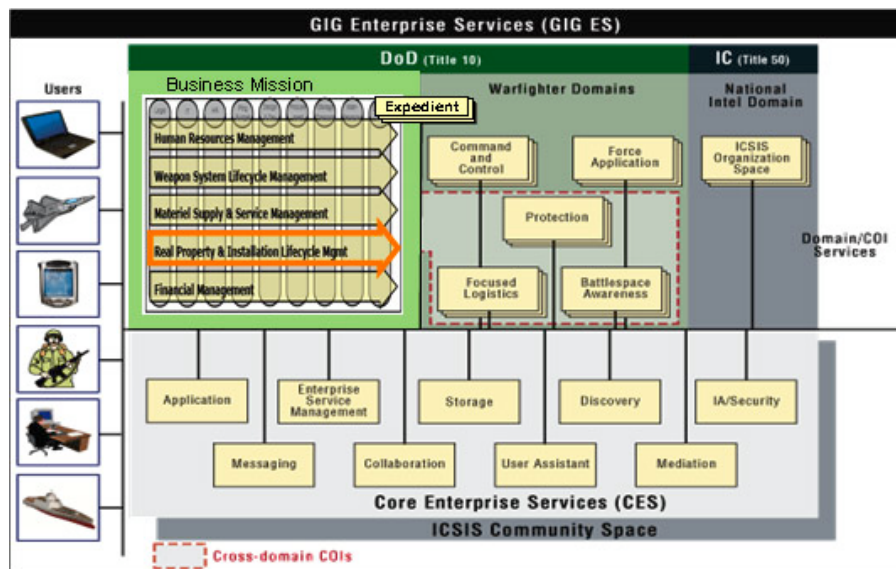 GIG Enterprise Services (GIG ES)
DoD (Title 10)
IC (Title 50)
Users
Business Mission
Warfighter Domains
National
Intel Domain
Expedient
Human Resources Management
Weapon System Lifecycle Management
Materiel Supply & Service Management
Real Property & Installation Lifecycle Mgmt
Financial Management
Command
and
Control
Force
Application
ICSIS
Organization
Space
Protection
Focused
Logistics
Battlespace
Awareness
Domain/COI
Services
Application
Enterprise
Service
Management
Storage
Discovery
IA/Security
Messaging
Collaboration
User Assistant
Mediation
Core Enterprise Services (CES)
ICSIS Community Space
Cross-domain COIs